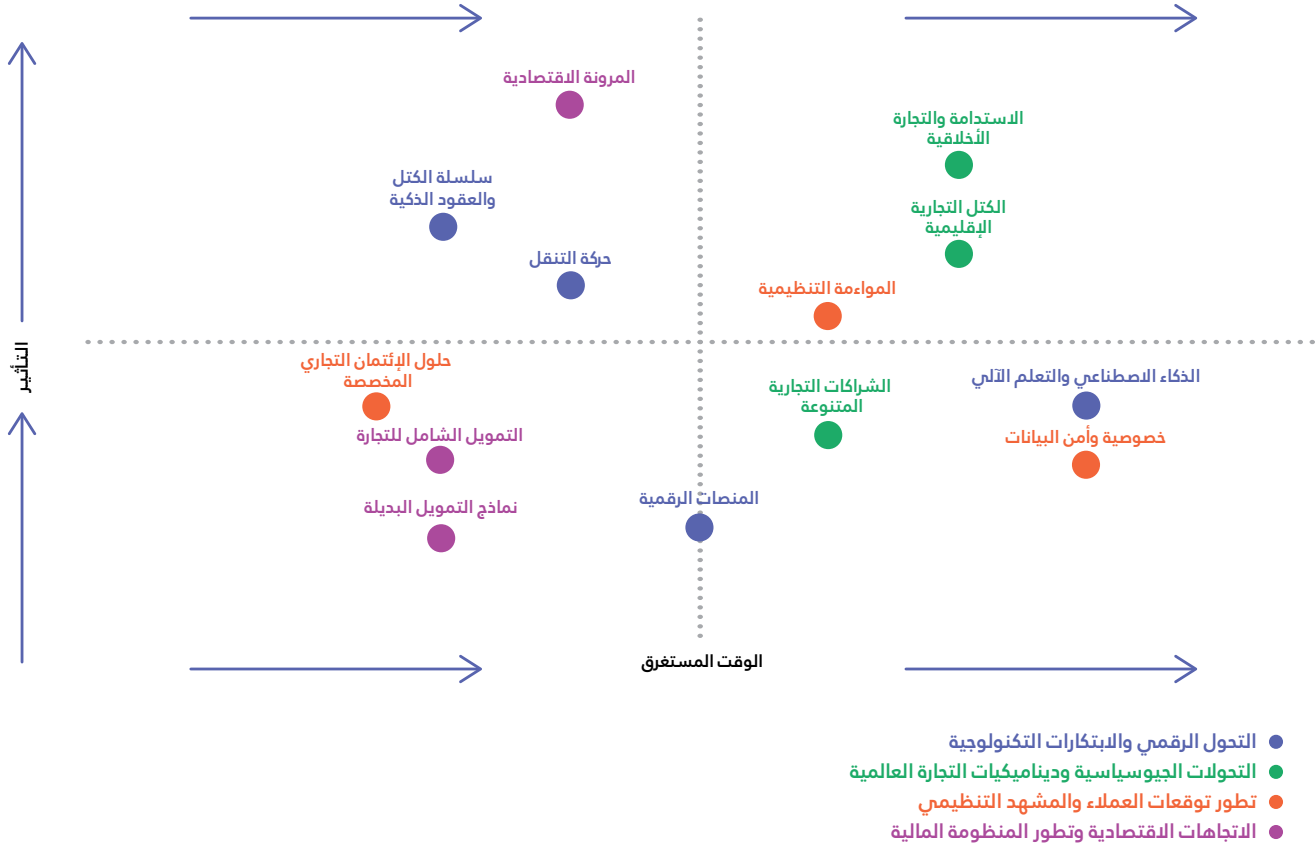 المرونة الاقتصادية
الاستدامة والتجارة
الأخلاقية
سلسلة الكتل
والعقود الذكية
الكتل التجارية
الإقليمية
حركة التنقل
المواءمة التنظيمية
التأثير
حلول الإئتمان التجاري
المخصصة
الذكاء الاصطناعي والتعلم الآلي
الشراكات التجارية
المتنوعة
خصوصية وأمن البيانات
التمويل الشامل للتجارة
المنصات الرقمية
نماذج التمويل البديلة
الوقت المستغرق
التحول الرقمي والابتكارات التكنولوجية
التحولات الجيوسياسية وديناميكيات التجارة العالمية
تطور توقعات العملاء والمشهد التنظيمي
الاتجاهات الاقتصادية وتطور المنظومة المالية